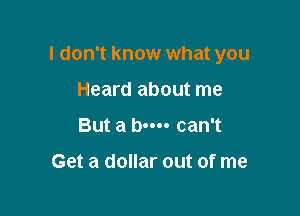 I don't know what you
Heard about me
But a b•••• can't
Get a dollar out of me